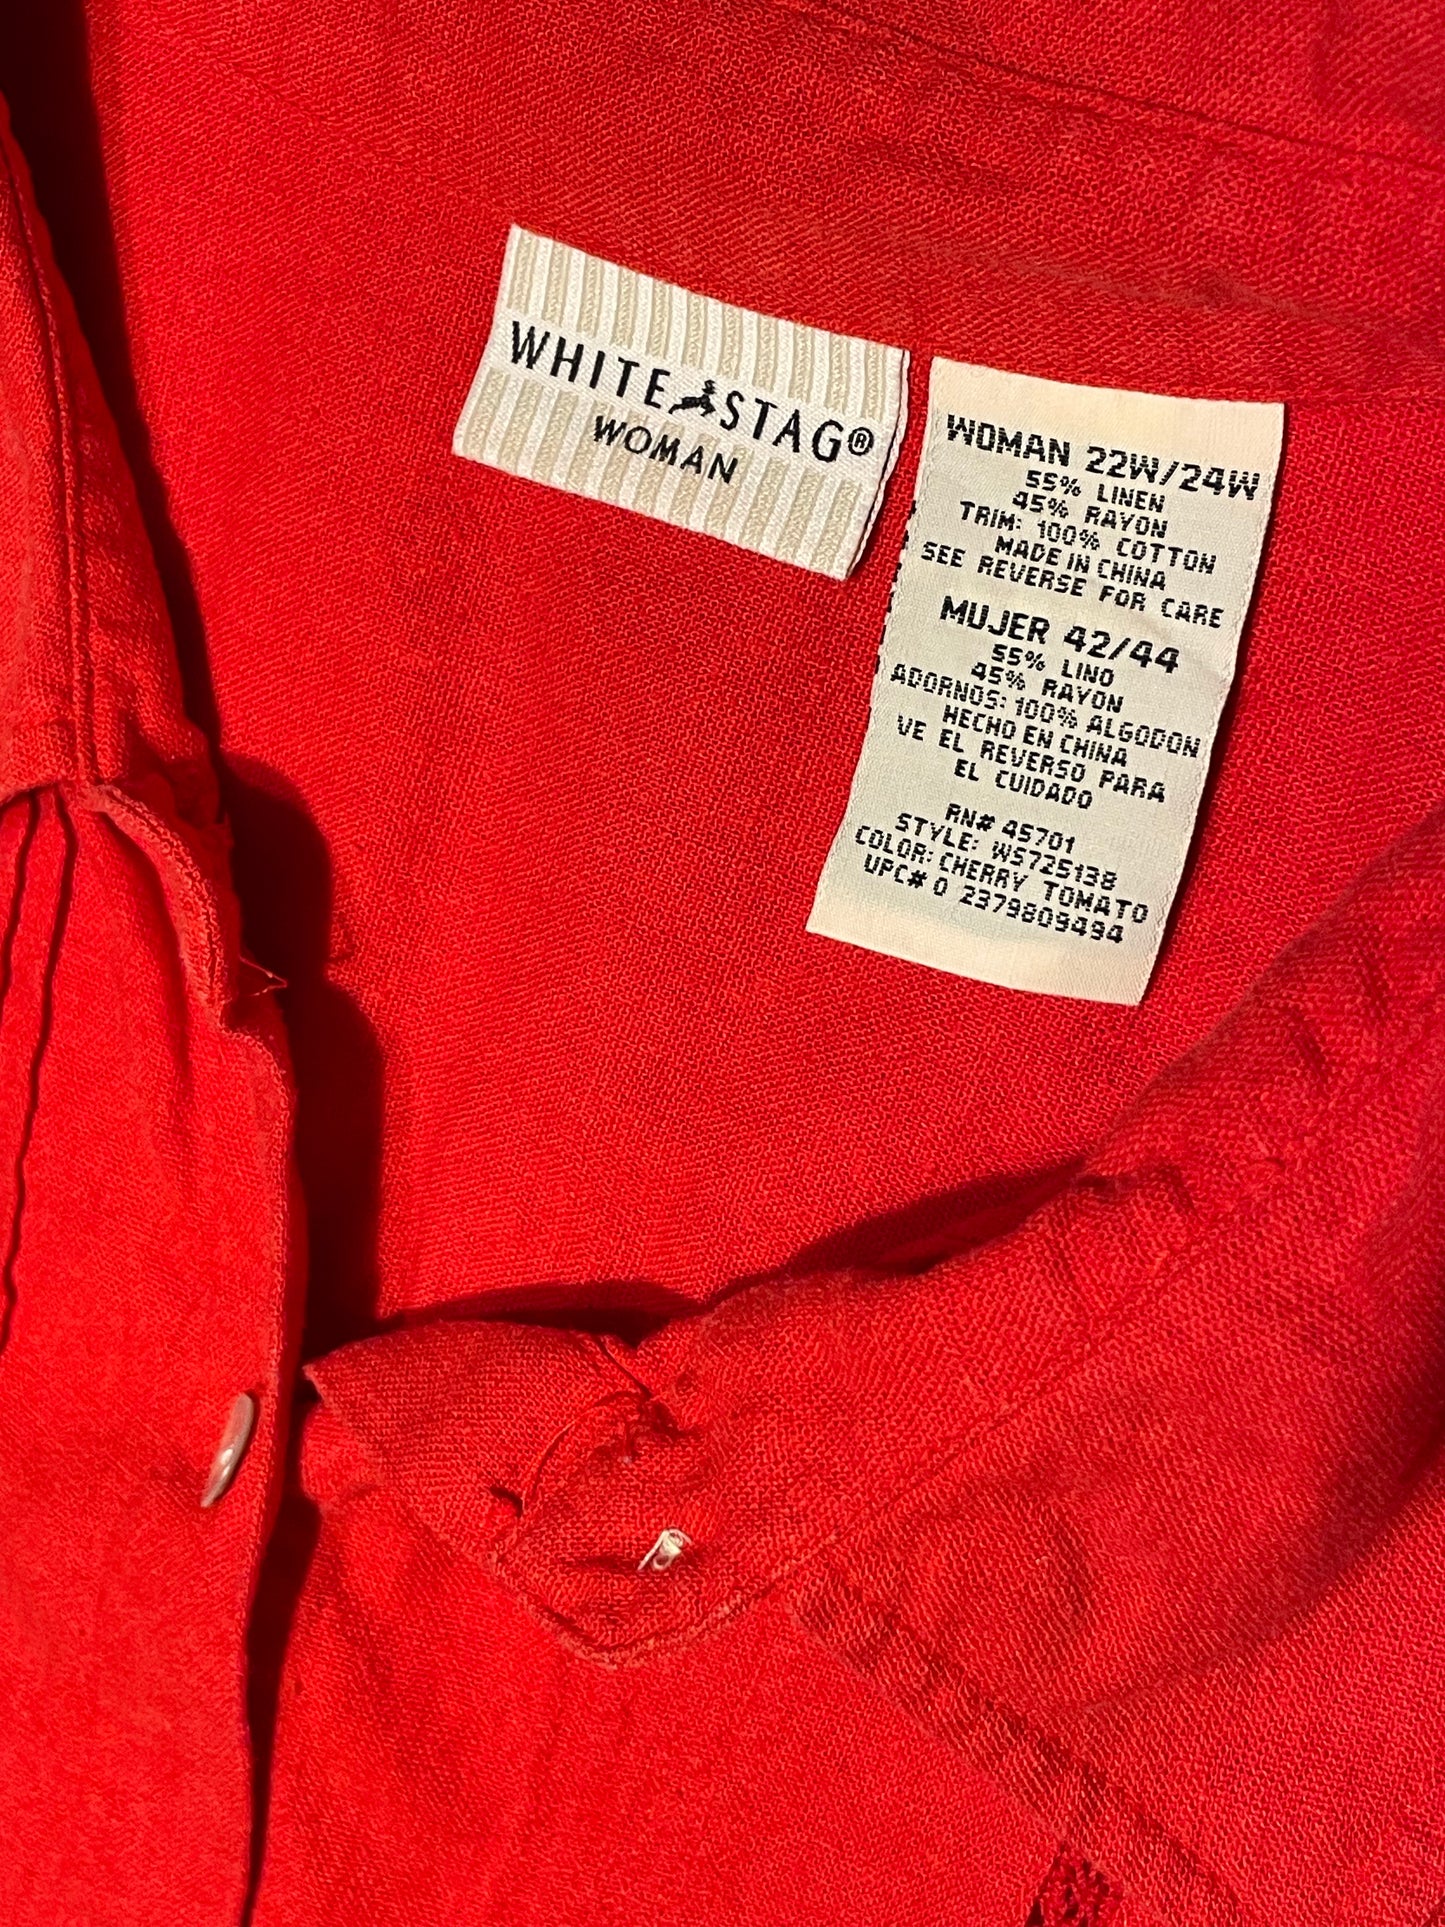 WHITE STAG®
WOMAN
WOMAN 22W/24W
55% LINEN
45% RAYON
TRIM: 100% COTTON
MADE IN CHINA
SEE REVERSE FOR CARE
MUJER 42/44
55% LINO
45% RAYON
ADORNOS: 100% ALGODON
HECHO EN CHINA
VE EL REVERSO PARA
EL CUIDADO
RN# 45701
STYLE: WS725138
COLOR: CHERRY TOMATO
UPC# 0 2379809494